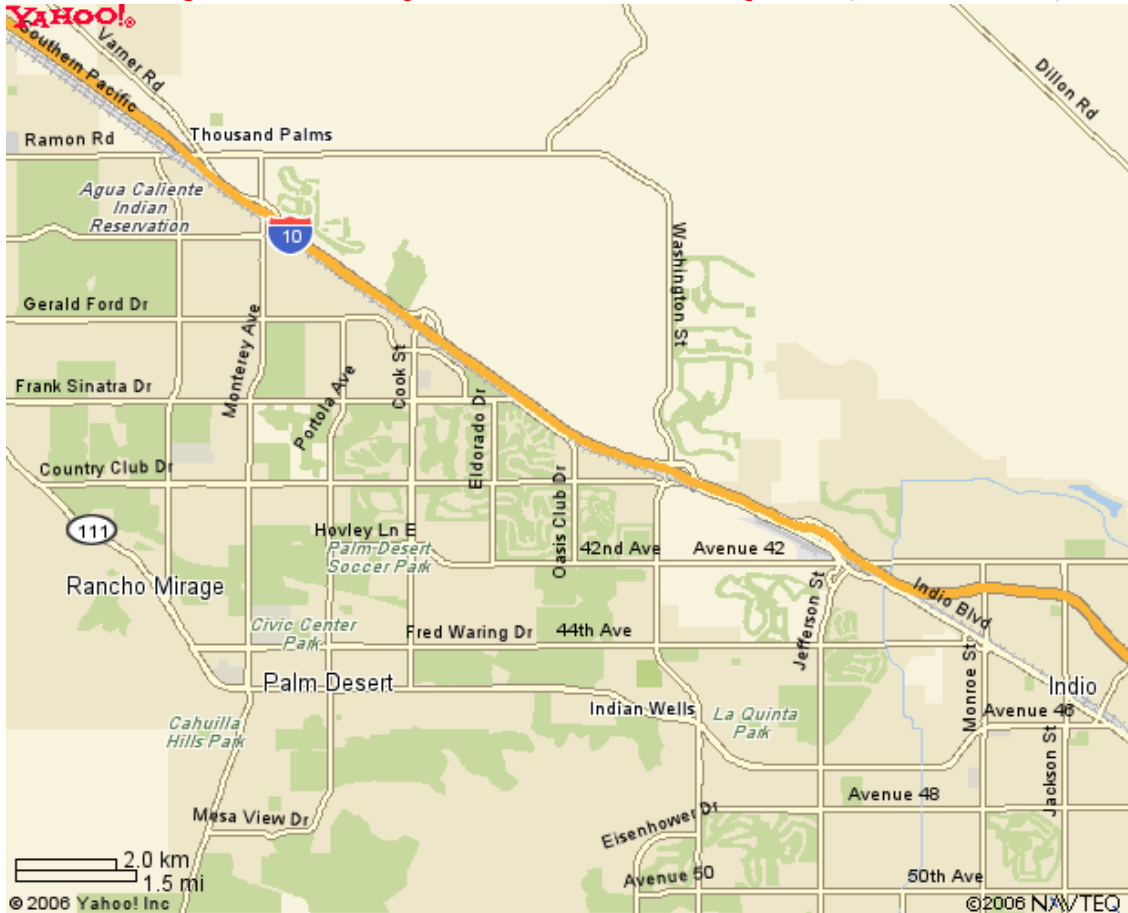 YAHOO!®
Southern Pacific
Varner Rd
Dillon Rd
Ramon Rd
Thousand Palms
Agua Caliente
Indian
Reservation
10
Washington St
Gerald Ford Dr
Monterey Ave
Cook St
Frank Sinatra Dr
Portola Ave
Eldorado Dr
Country Club Dr
Oasis Club Dr
111
Hovley Ln E
Palm Desert
Soccer Park
42nd Ave
Avenue 42
Rancho Mirage
Jefferson St
Indio Blvd
Civic Center
Park
Fred Waring Dr
44th Ave
Monroe St
Palm Desert
Indio
Indian Wells
La Quinta
Park
Avenue 46
Cahuilla
Hills Park
Jackson St
Mesa View Dr
Avenue 48
Eisenhower Dr
2.0 km
1.5 mi
Avenue 50
50th Ave
© 2006 Yahoo! Inc
©2006 NAVTEQ